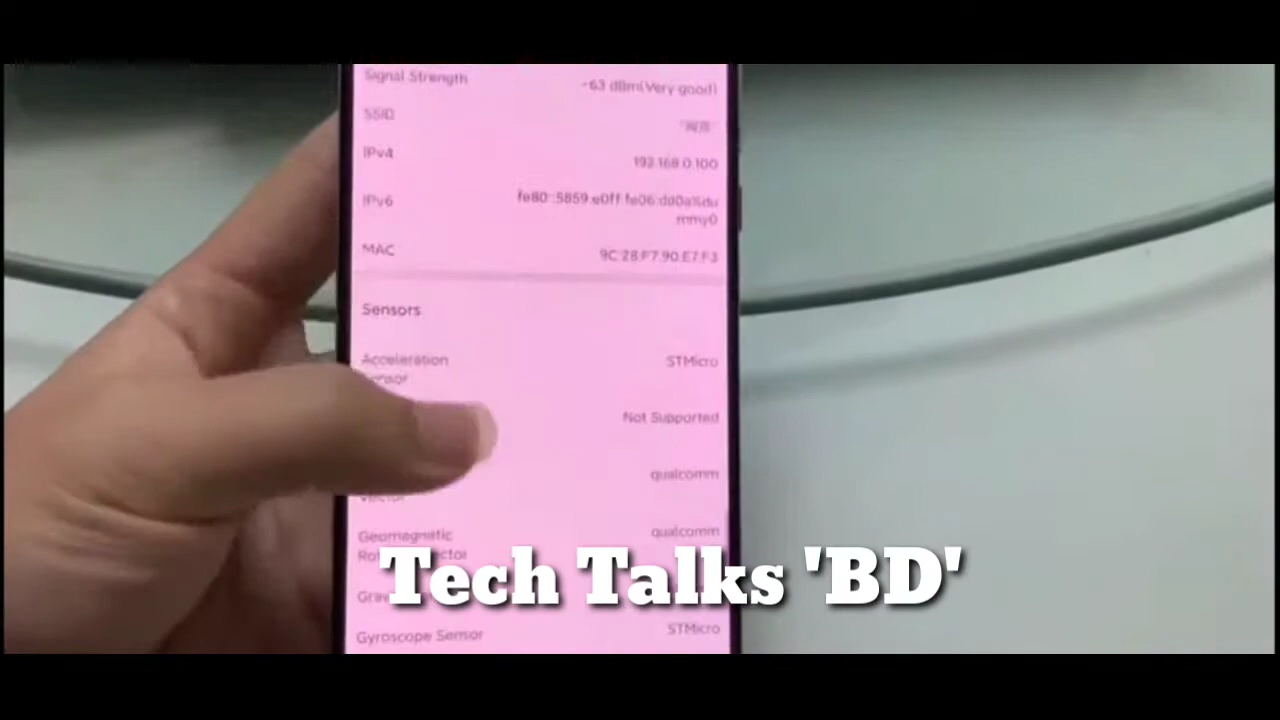 Signal Strength
-63 dBm(Very good)
SSID
IPv4
192.168.0.100
IPv6
fe80::5859:e0ff:fe06:dd0a%du
mmy0
MAC
9C:28:F7:90:E7:F3
Sensors
Acceleration
Sensor
STMicro
Not Supported
qualcomm
Vector
Geomagnetic
qualcomm
Tech Talks 'BD'
Gyroscope Sensor
STMicro